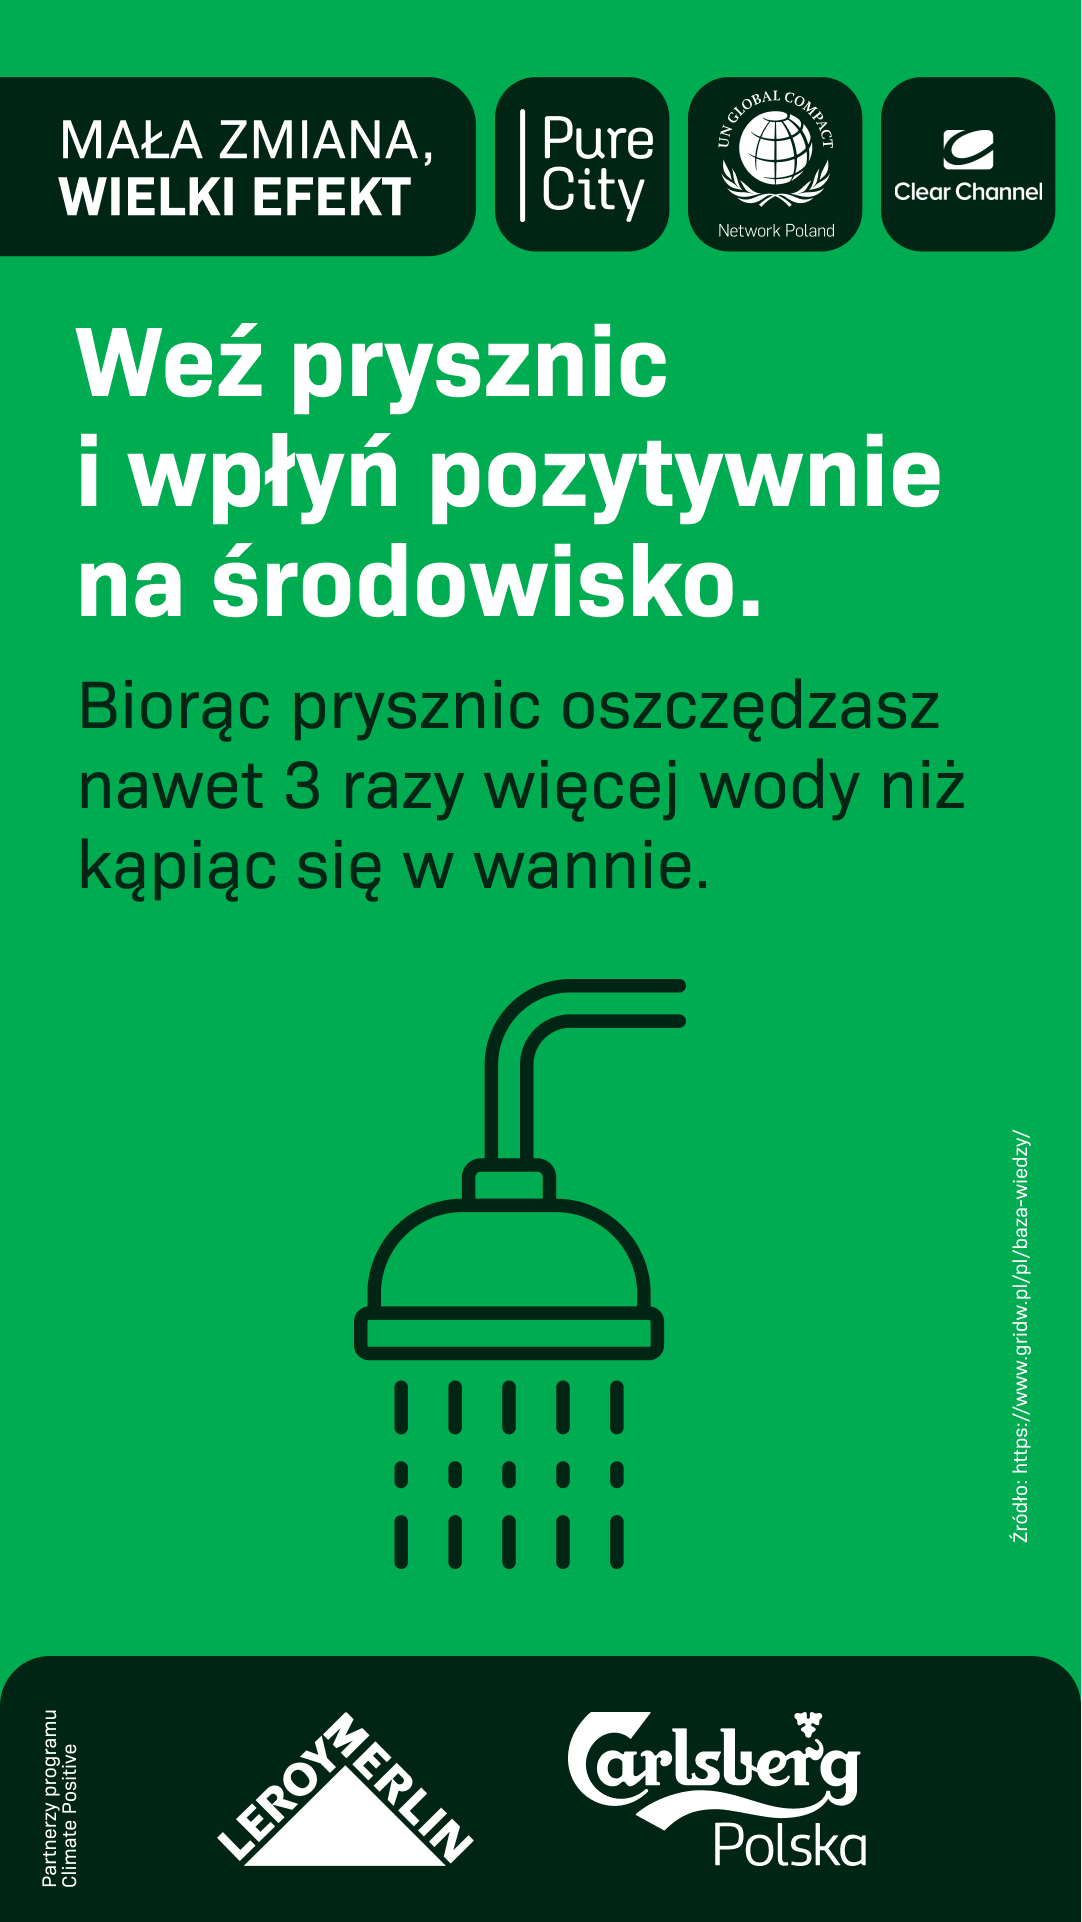 MAŁA ZMIANA,
WIELKI EFEKT
Pure
City
UN GLOBAL COMPACT
Network Poland
Clear Channel
Weź prysznic
i wpłyń pozytywnie
na środowisko.
Biorąc prysznic oszczędzasz
nawet 3 razy więcej wody niż
kąpiąc się w wannie.
Źródło: https://www.gridw.pl/pl/baza-wiedzy/
Partnerzy programu
Climate Positive
LEROY MERLIN
Carlsberg
Polska